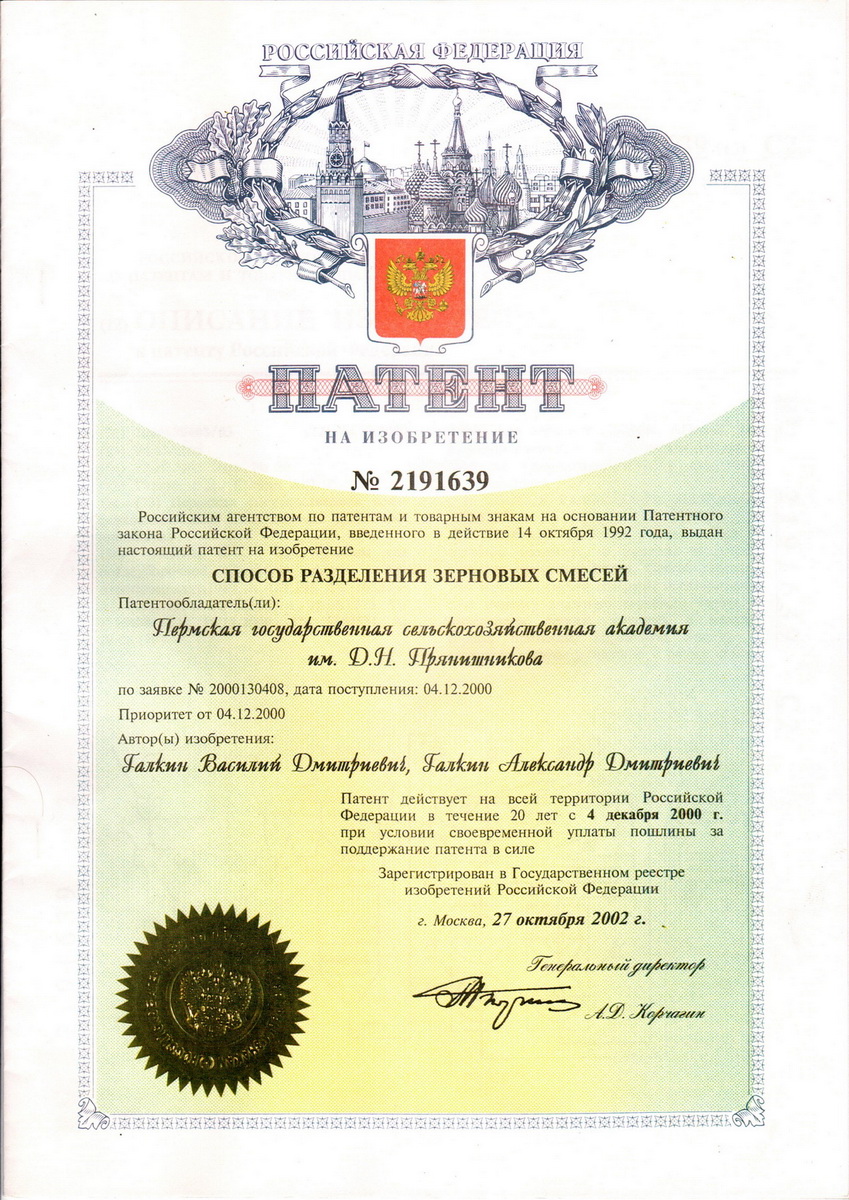 РОССИЙСКАЯ ФЕДЕРАЦИЯ
ПАТЕНТ
НА ИЗОБРЕТЕНИЕ
№ 2191639
Российским агентством по патентам и товарным знакам на основании Патентного
закона Российской Федерации, введенного в действие 14 октября 1992 года, выдан
настоящий патент на изобретение
СПОСОБ РАЗДЕЛЕНИЯ ЗЕРНОВЫХ СМЕСЕЙ
Патентообладатель(ли):
Пермская государственная сельскохозяйственная академия
им. Д.Н. Прянишникова
по заявке № 2000130408, дата поступления: 04.12.2000
Приоритет от 04.12.2000
Автор(ы) изобретения:
Галкин Василий Дмитриевич, Галкин Александр Дмитриевич
Патент действует на всей территории Российской
Федерации в течение 20 лет с 4 декабря 2000 г.
при условии своевременной уплаты пошлины за
поддержание патента в силе
Зарегистрирован в Государственном реестре
изобретений Российской Федерации
г. Москва, 27 октября 2002 г.
Генеральный директор
А.Д. Корчагин